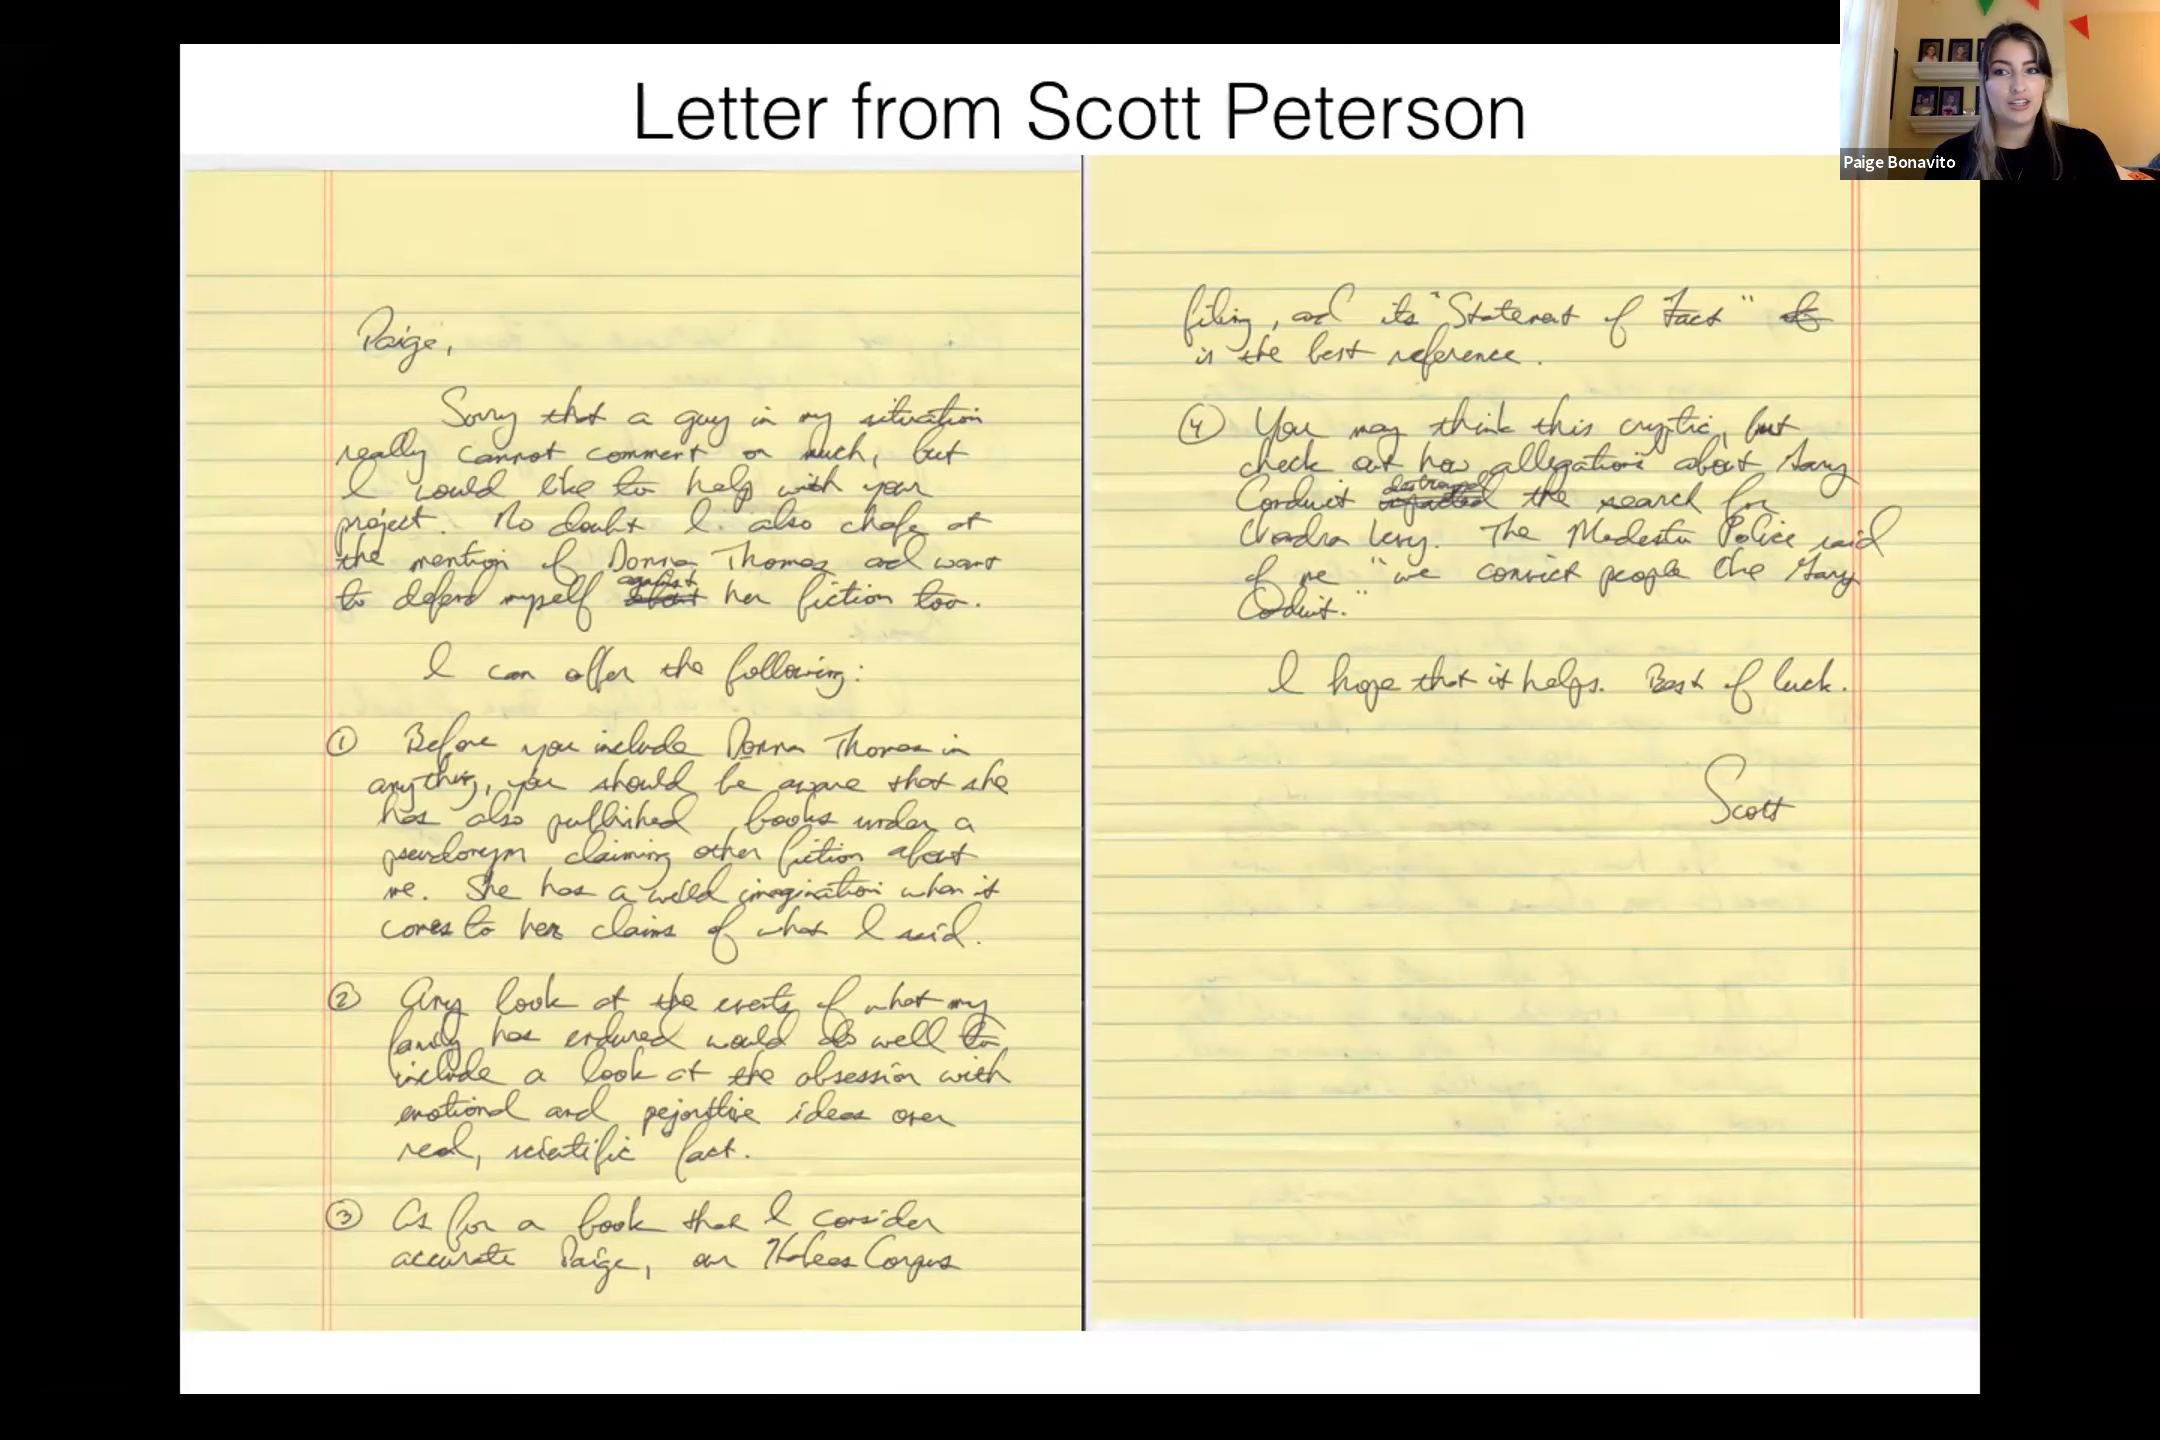 Letter from Scott Peterson
Paige Bonavito
Paige,
Sorry that a guy in my situation
really cannot comment on much, but
I would like to help with your
project. No doubt I also chafe at
the mention of Donna Thomas and want
to defend myself against her fiction too.
I can offer the following:
① Before you include Donna Thomas in
anything, you should be aware that she
has also published books under a
pseudonym claiming other fiction about
me. She has a wild imagination when it
comes to her claims of what I said.
② Any look at the events of what my
family has endured would do well to
include a look at the obsession with
emotional and pejorative ideas over
real, scientific fact.
③ As for a book that I consider
accurate Paige, our Habeas Corpus
filing, and its "Statement of Fact"
is the best reference.
④ You may think this cryptic, but
check out how allegations about Gary
Conduit destroyed the search for
Chandra Levy. The Modesto Police said
of me "we convict people like Gary
Conduit."
I hope that it helps. Best of luck.
Scott